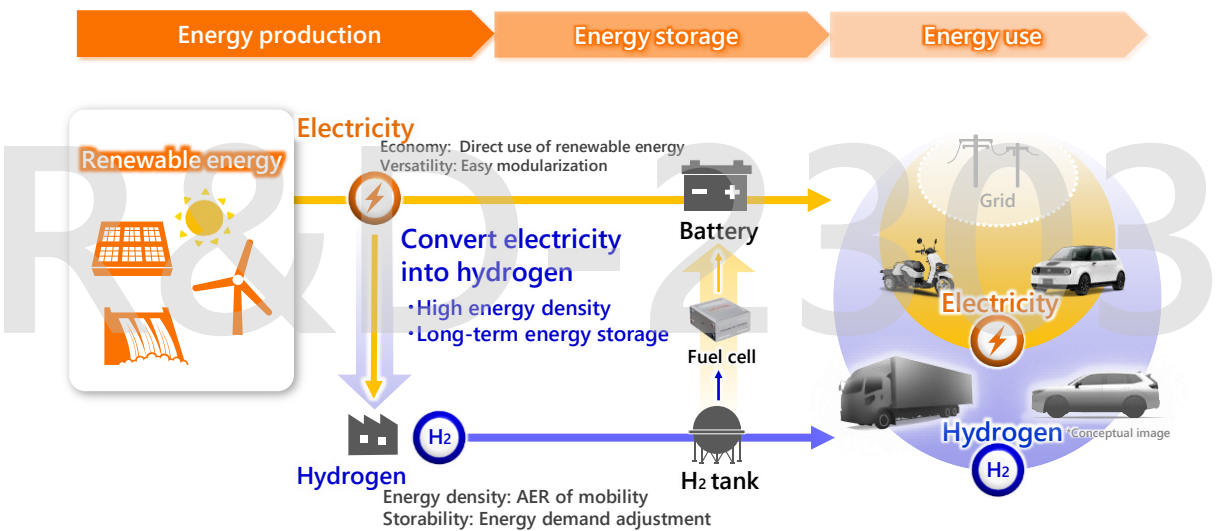 Energy production
Energy storage
Energy use
R&D-2303
Renewable energy
Electricity
Economy: Direct use of renewable energy
Versatility: Easy modularization
Battery
Convert electricity
into hydrogen
・High energy density
・Long-term energy storage
Fuel cell
H2
Hydrogen
H2 tank
Energy density: AER of mobility
Storability: Energy demand adjustment
Grid
Electricity
Hydrogen
*Conceptual image
H2